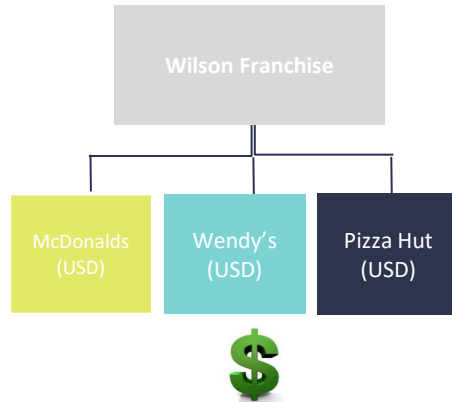 Wilson Franchise
McDonalds
(USD)
Wendy’s
(USD)
Pizza Hut
(USD)
$